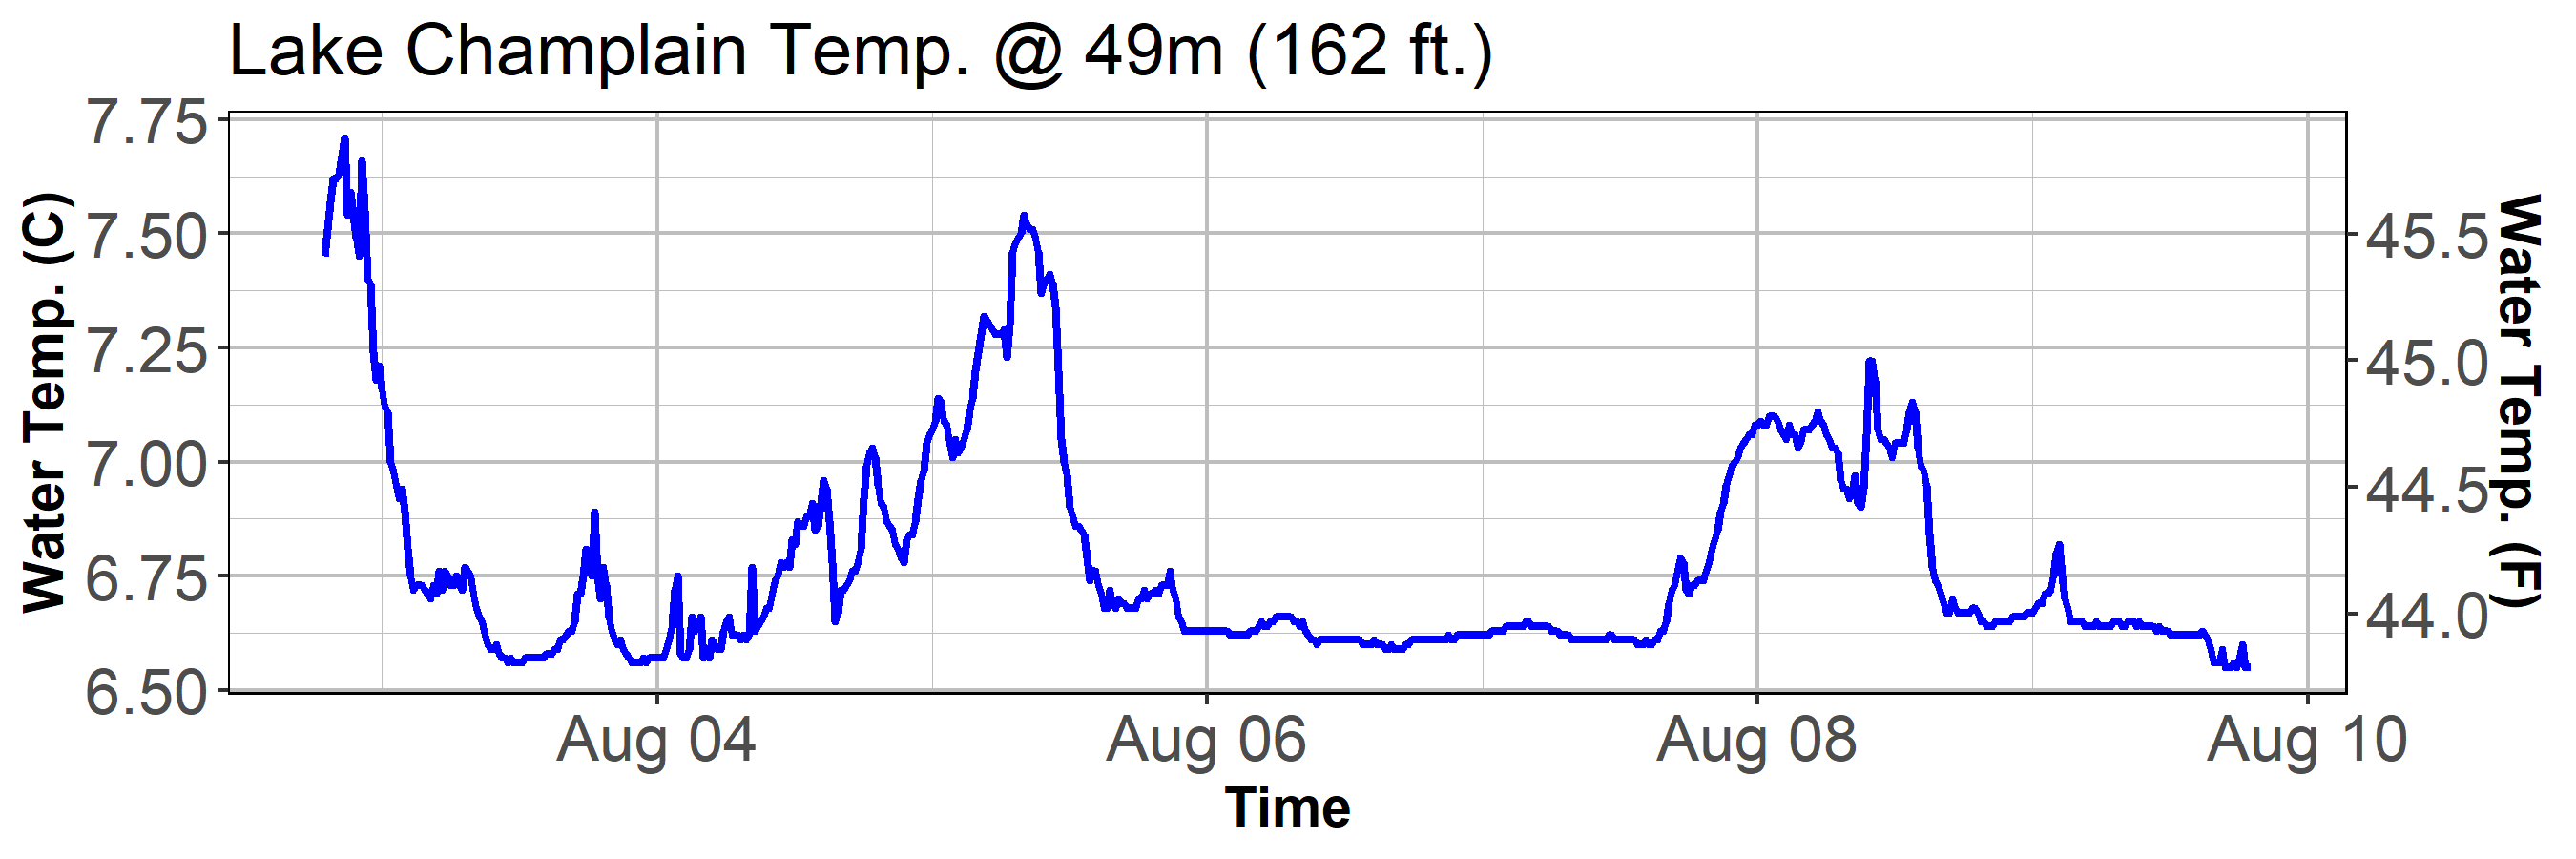 Lake Champlain Temp. @ 49m (162 ft.)
Water Temp. (C)
7.75
7.50
7.25
7.00
6.75
6.50
45.5
45.0
44.5
44.0
Water Temp. (F)
Aug 04 Aug 06 Aug 08 Aug 10
Time